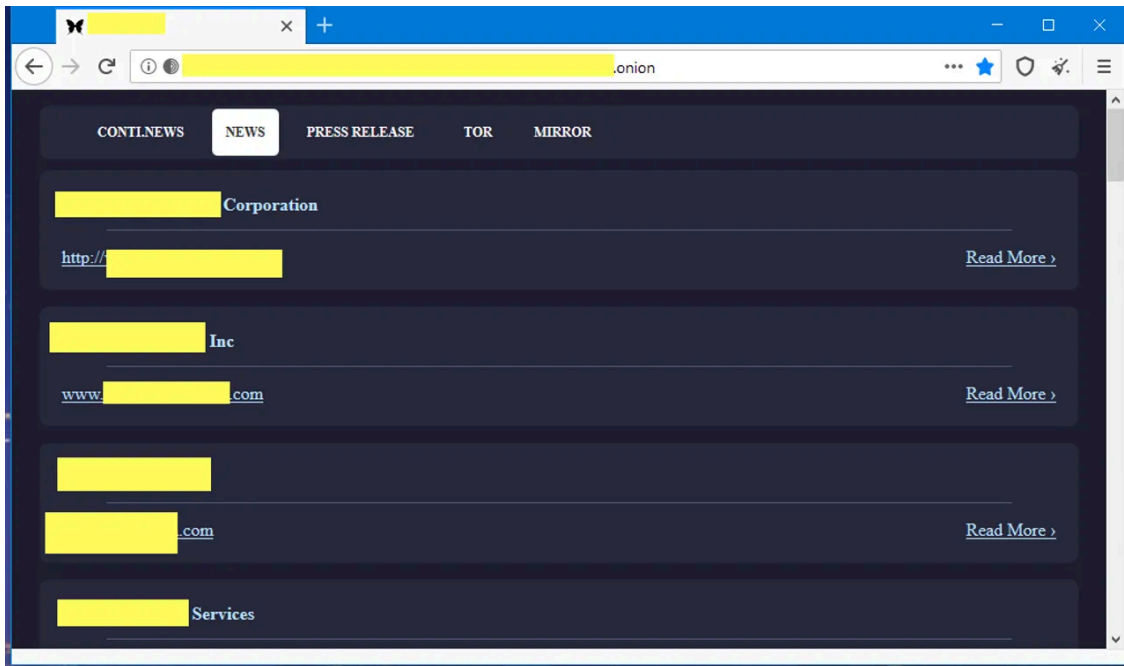 .onion
CONTI.NEWS NEWS PRESS RELEASE TOR MIRROR
Corporation
http:// Read More ›
Inc
www. .com Read More ›
.com Read More ›
Services